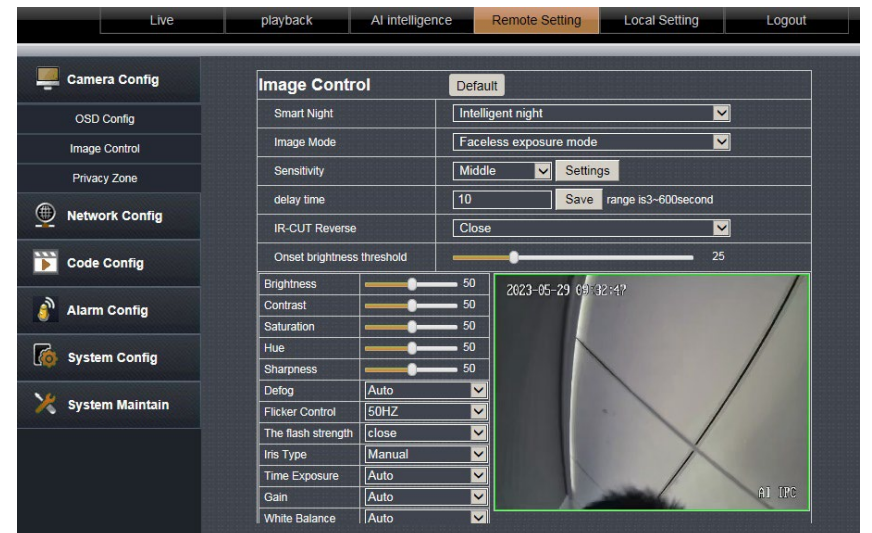 Live playback AI intelligence Remote Setting Local Setting Logout
Camera Config
OSD Config
Image Control
Privacy Zone
Network Config
Code Config
Alarm Config
System Config
System Maintain
Image Control Default
Smart Night Intelligent night
Image Mode Faceless exposure mode
Sensitivity Middle Settings
delay time 10 Save range is3~600second
IR-CUT Reverse Close
Onset brightness threshold 25
Brightness 50
Contrast 50
Saturation 50
Hue 50
Sharpness 50
Defog Auto
Flicker Control 50HZ
The flash strength close
Iris Type Manual
Time Exposure Auto
Gain Auto
White Balance Auto
2023-05-29 09:32:47
AI IPC